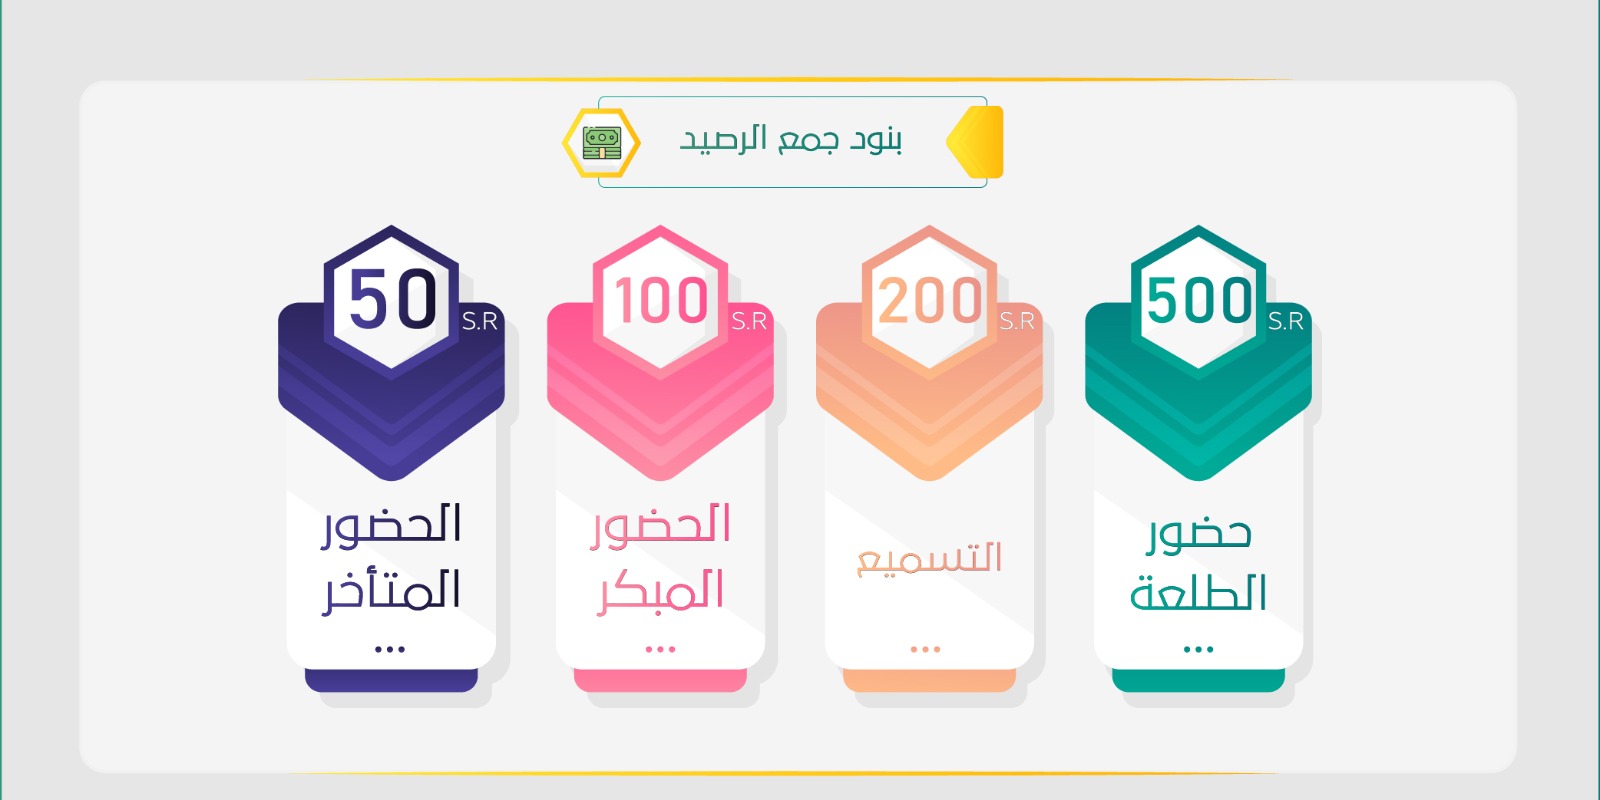 بنود جمع الرصيد
500
S.R
حضور
الطلعة
...
200
S.R
التسميع
...
100
S.R
الحضور
المبكر
...
50
S.R
الحضور
المتأخر
...